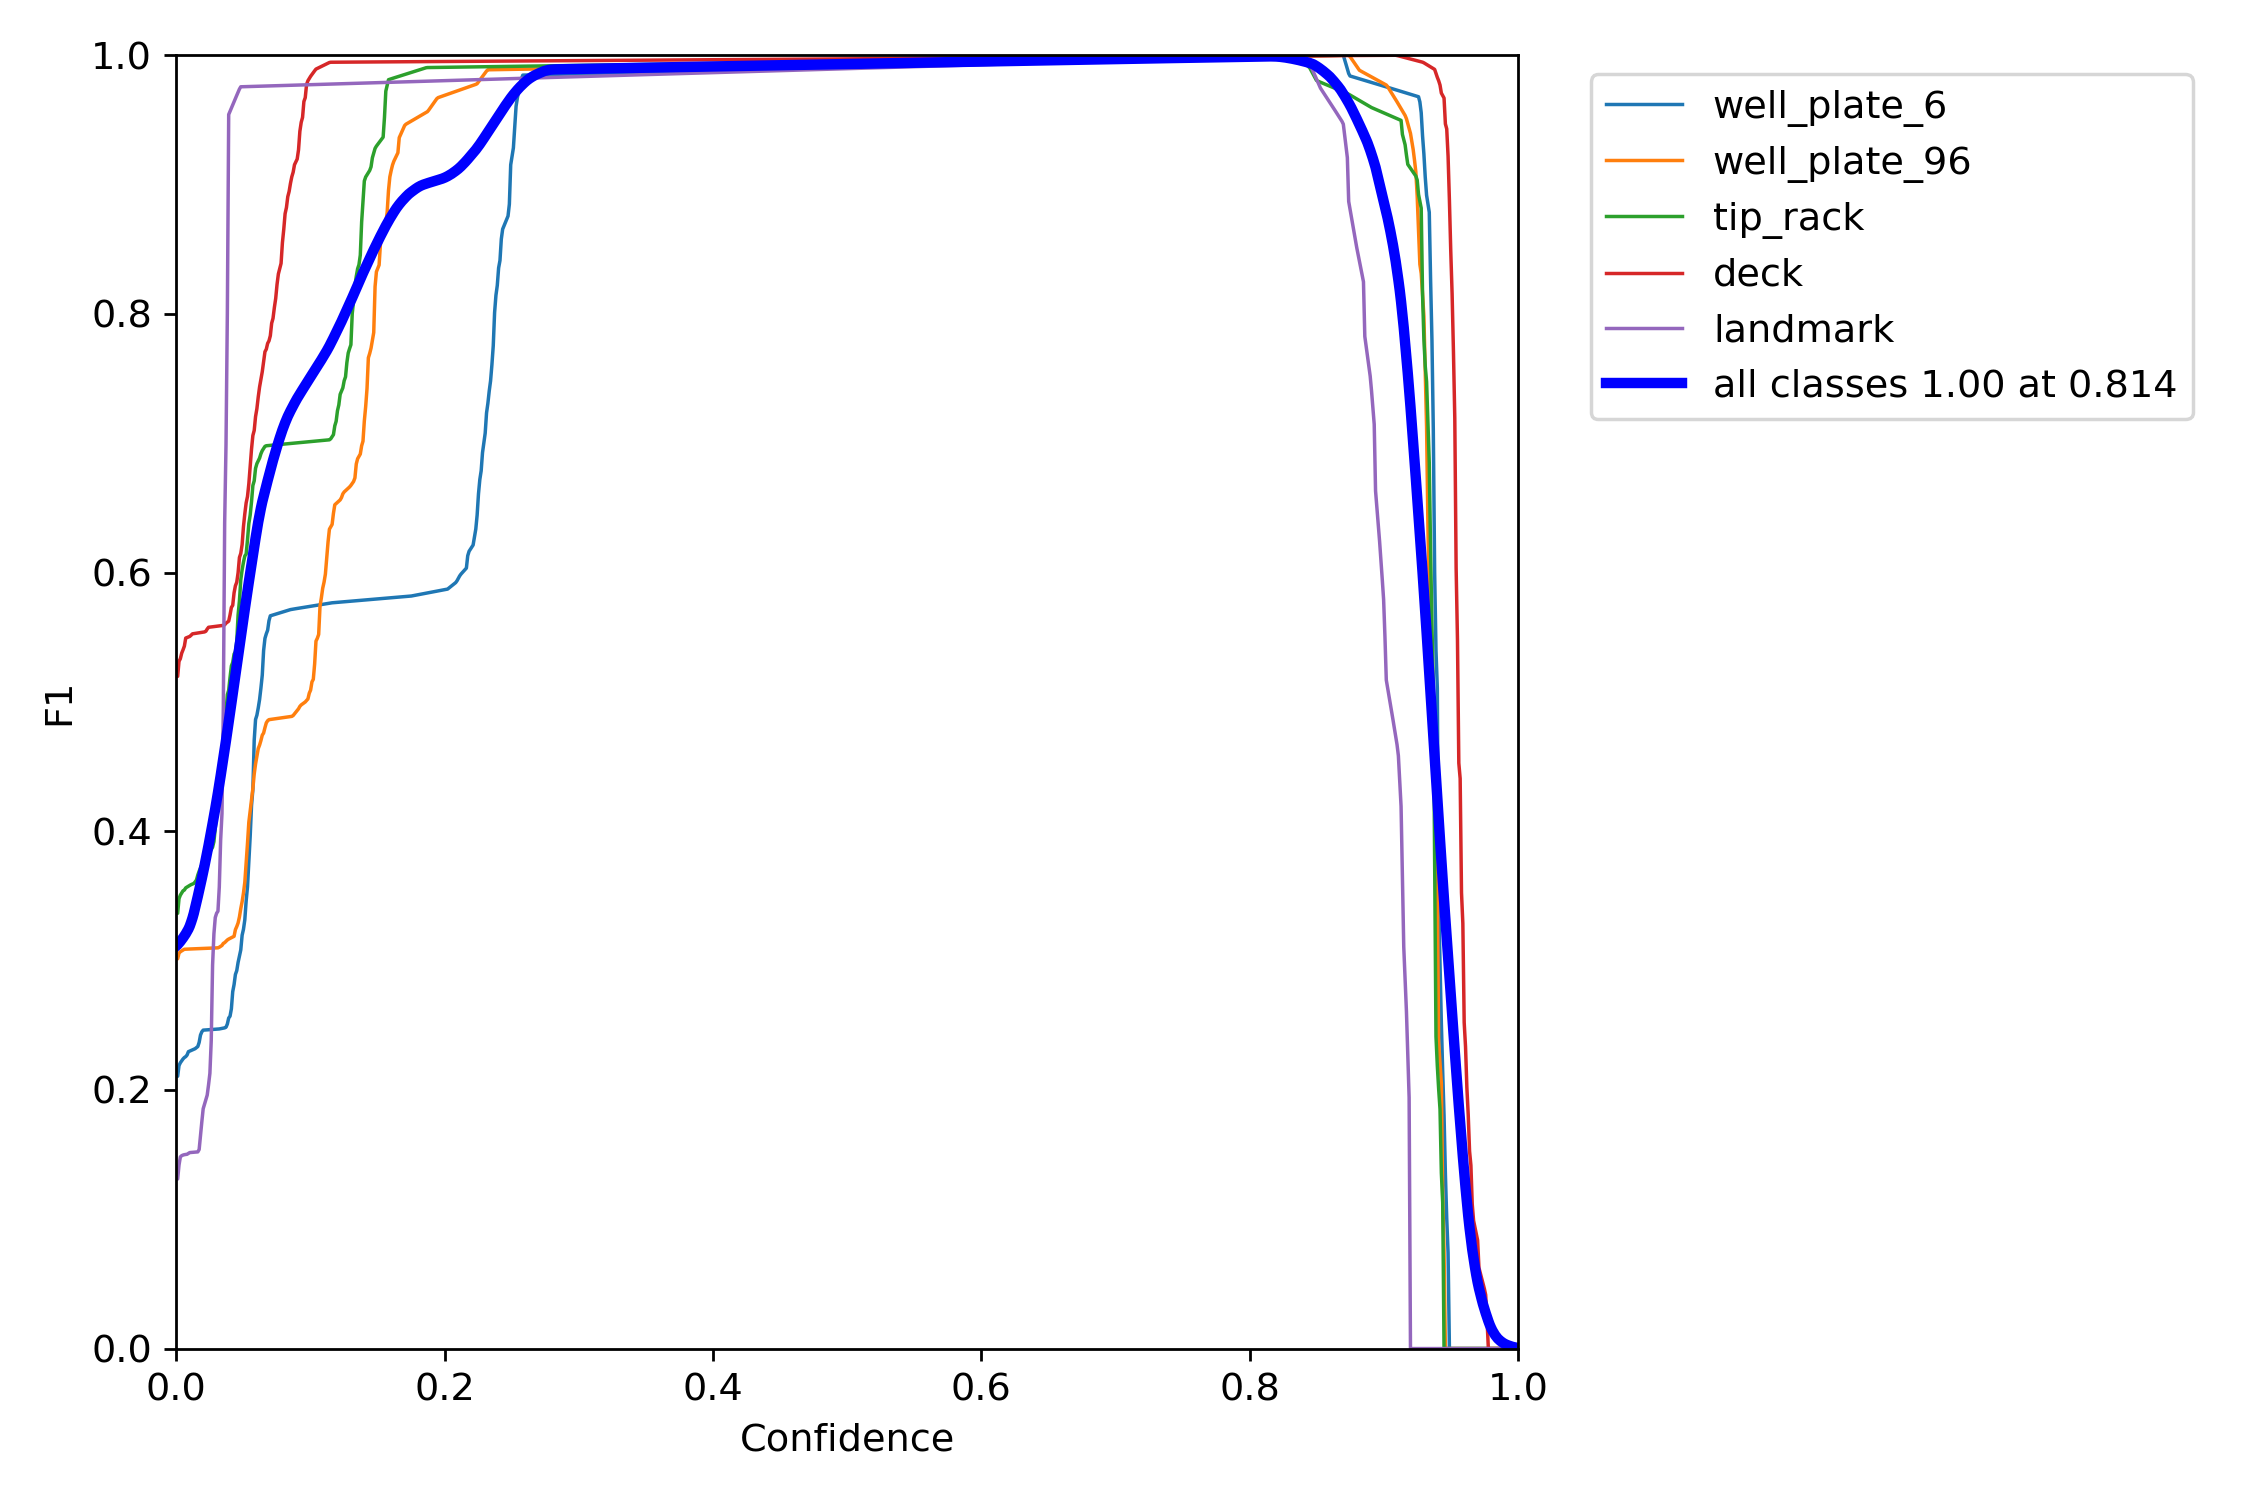 1.0
0.8
0.6
0.4
0.2
0.0
F1
0.0 0.2 0.4 0.6 0.8 1.0
Confidence
well_plate_6
well_plate_96
tip_rack
deck
landmark
all classes 1.00 at 0.814